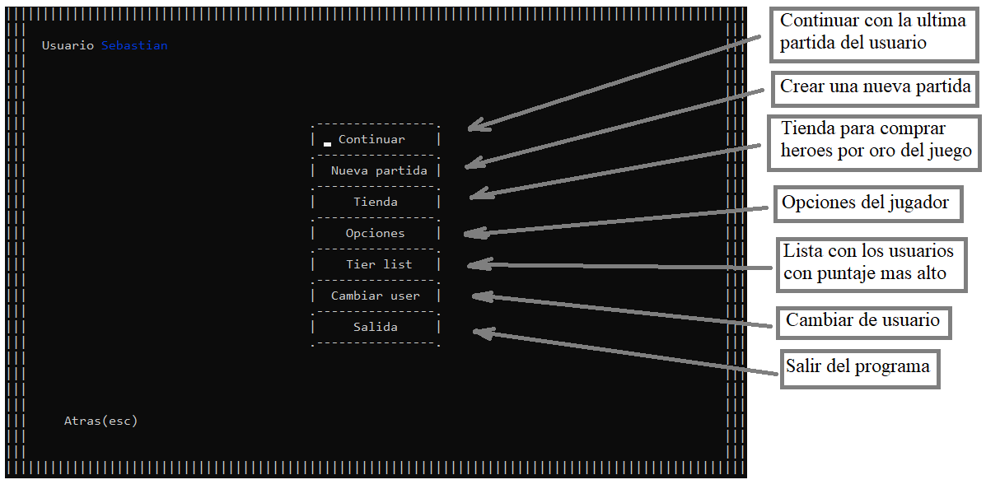 Usuario Sebastian
Continuar
Nueva partida
Tienda
Opciones
Tier list
Cambiar user
Salida
Atras(esc)
Continuar con la ultima
partida del usuario
Crear una nueva partida
Tienda para comprar
heroes por oro del juego
Opciones del jugador
Lista con los usuarios
con puntaje mas alto
Cambiar de usuario
Salir del programa